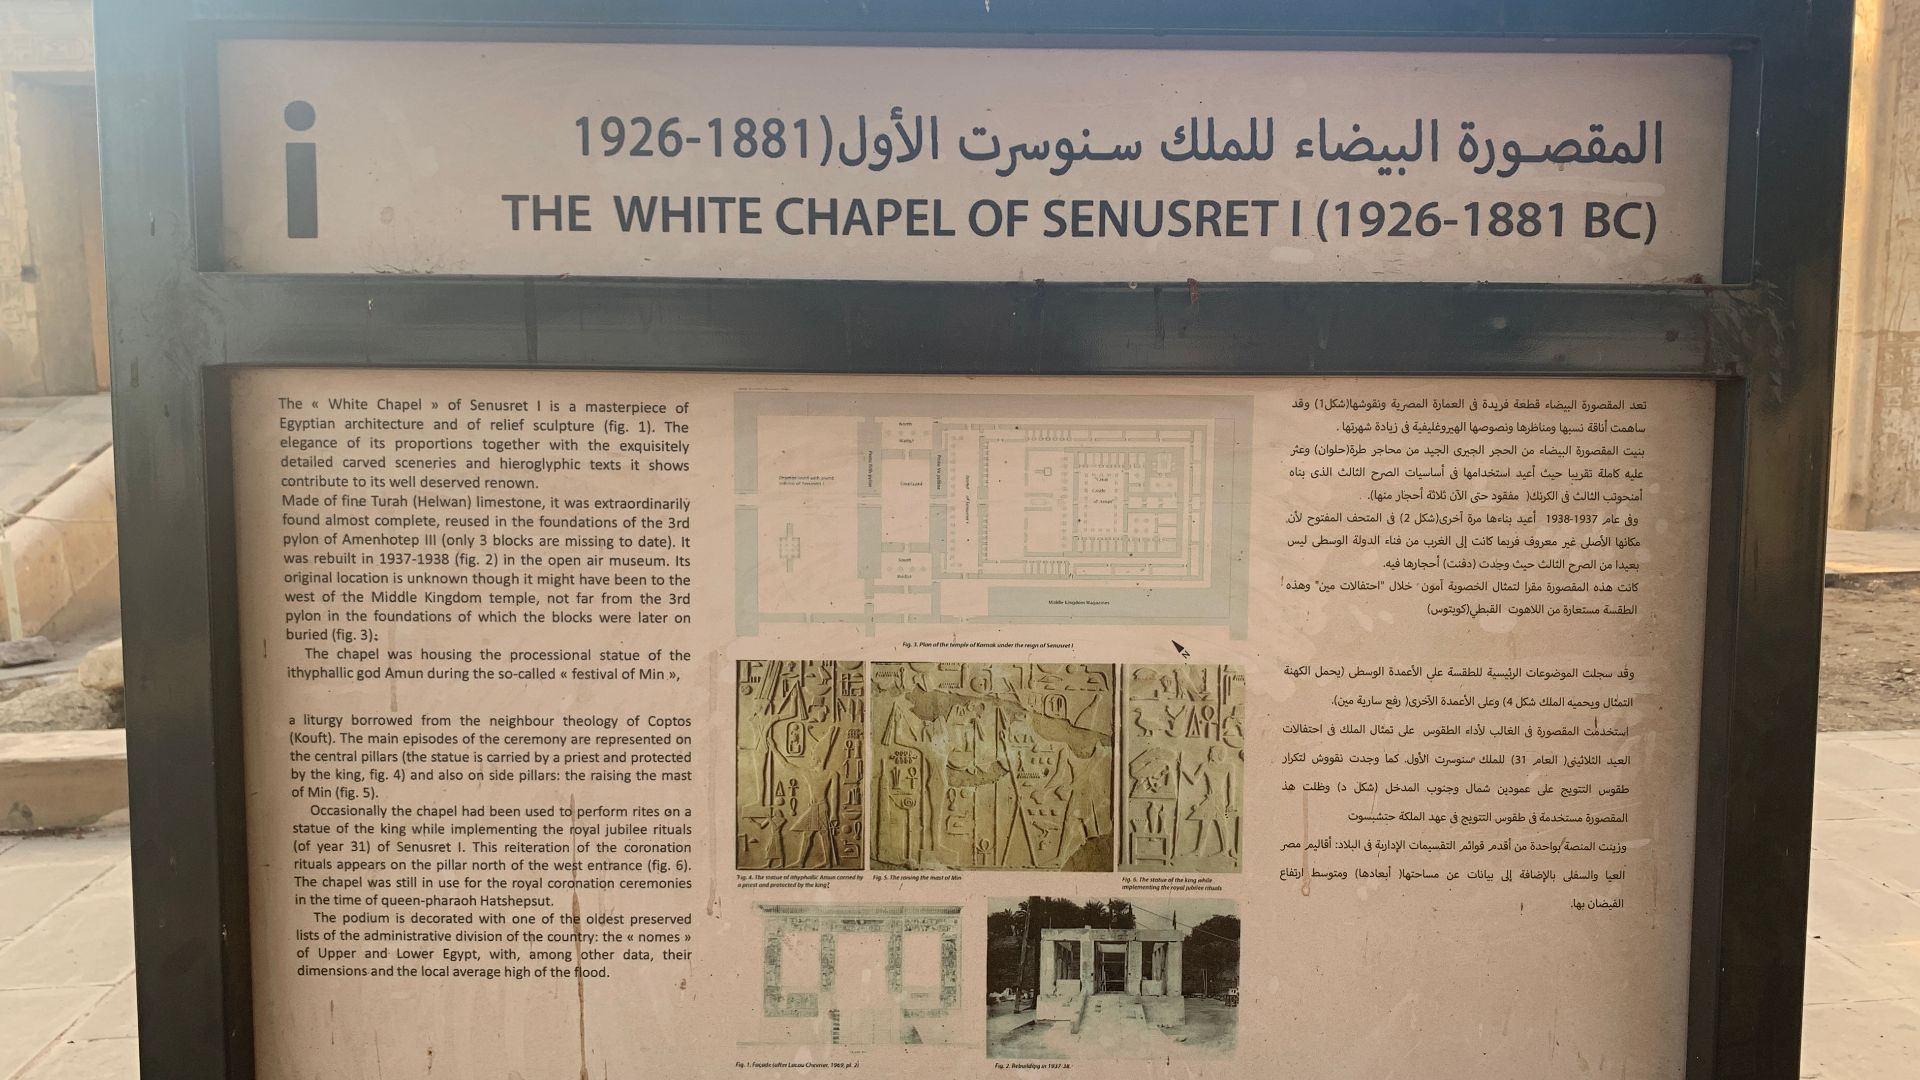 المقصورة البيضاء للملك سنوسرت الأول(1881-1926
THE WHITE CHAPEL OF SENUSRET I (1926-1881 BC)
The « White Chapel » of Senusret I is a masterpiece of
Egyptian architecture and of relief sculpture (fig. 1). The
elegance of its proportions together with the exquisitely
detailed carved sceneries and hieroglyphic texts it shows
contribute to its well deserved renown.
Made of fine Turah (Helwan) limestone, it was extraordinarily
found almost complete, reused in the foundations of the 3rd
pylon of Amenhotep III (only 3 blocks are missing to date). It
was rebuilt in 1937-1938 (fig. 2) in the open air museum. Its
original location is unknown though it might have been to the
west of the Middle Kingdom temple, not far from the 3rd
pylon in the foundations of which the blocks were later on
buried (fig. 3).
The chapel was housing the processional statue of the
ithyphallic god Amun during the so-called « festival of Min »,
a liturgy borrowed from the neighbour theology of Coptos
(Kouft). The main episodes of the ceremony are represented on
the central pillars (the statue is carried by a priest and protected
by the king, fig. 4) and also on side pillars: the raising the mast
of Min (fig. 5).
Occasionally the chapel had been used to perform rites on a
statue of the king while implementing the royal jubilee rituals
(of year 31) of Senusret I. This reiteration of the coronation
rituals appears on the pillar north of the west entrance (fig. 6).
The chapel was still in use for the royal coronation ceremonies
in the time of queen-pharaoh Hatshepsut.
The podium is decorated with one of the oldest preserved
lists of the administrative division of the country: the « nomes »
of Upper and Lower Egypt, with, among other data, their
dimensions and the local average high of the flood.
North
Courtyard
South
Middle Kingdom Magazines
Fig. 3. Plan of the temple of Karnak under the reign of Senusret I
N
Fig. 4. The statue of ithyphallic Amun carried by
a priest and protected by the king
Fig. 5. The raising the mast of Min
Fig. 6. The statue of the king while
implementing the royal jubilee rituals
Fig. 1. Façade (after Lacau-Chevrier, 1969, pl. 2)
Fig. 2. Rebuilding in 1937-38.
تعد المقصورة البيضاء قطعة فريدة فى العمارة المصرية ونقوشها(شكل1) وقد
ساهمت أناقة نسبها ومناظرها ونصوصها الهيروغليفية فى زيادة شهرتها .
بنيت المقصورة البيضاء من الحجر الجيرى الجيد من محاجر طرة(حلوان) وعثر
عليه كاملة تقريبا حيث أعيد استخدامها فى أساسيات الصرح الثالث الذى بناه
أمنحوتب الثالث فى الكرنك( مفقود حتى الآن ثلاثة أحجار منها).
وفى عام 1937-1938 أعيد بناءها مرة آخرى(شكل 2) فى المتحف المفتوح لأن
مكانها الأصلى غير معروف فربما كانت إلى الغرب من فناء الدولة الوسطى ليس
بعيدا من الصرح الثالث حيث وجدت (دفنت) أحجارها فيه.
كانت هذه المقصورة مقرا لتمثال الخصوبة آمون خلال "احتفالات مين" وهذه
الطقسة مستعارة من اللاهوت القبطي(كوبتوس)
وقد سجلت الموضوعات الرئيسية للطقسة علي الأعمدة الوسطى (يحمل الكهنة
التمثال ويحميه الملك شكل 4) وعلى الأعمدة الآخرى( رفع سارية مين).
استخدمت المقصورة فى الغالب لأداء الطقوس على تمثال الملك فى احتفالات
العيد الثلاثينى( العام 31) للملك سنوسرت الأول. كما وجدت نقووش لتكرار
طقوس التتويج على عمودين شمال وجنوب المدخل (شكل د) وظلت هذ
المقصورة مستخدمة فى طقوس التتويج فى عهد الملكة حتشبسوت
وزينت المنصة بواحدة من أقدم قوائم التقسيمات الإدارية فى البلاد: أقاليم مصر
العيا والسفلى بالإضافة إلى بيانات عن مساحتها( أبعادها) ومتوسط ارتفاع
الفيضان بها.